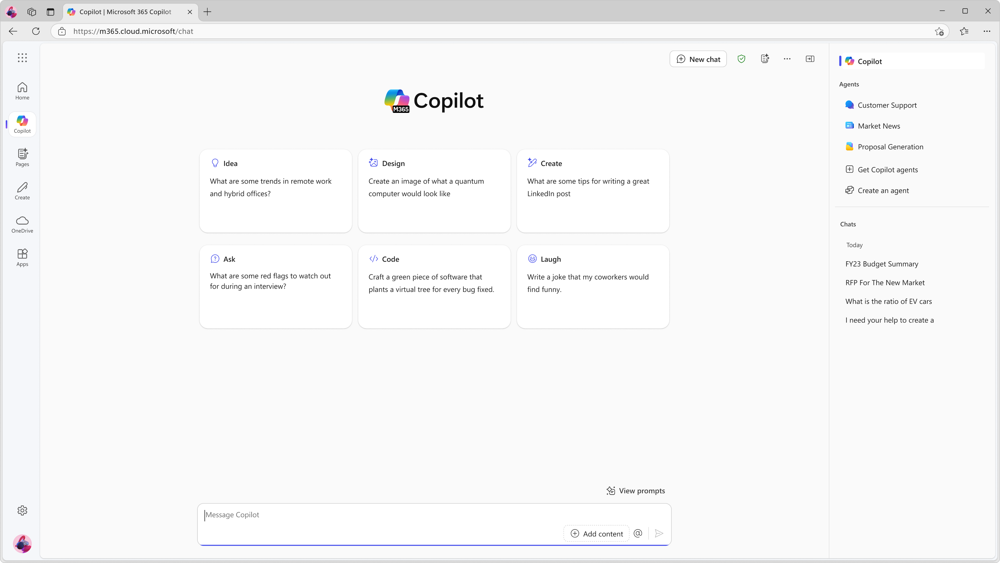 Copilot | Microsoft 365 Copilot
https://m365.cloud.microsoft/chat
Home
Copilot
Pages
Create
OneDrive
Apps
New chat
M365
Copilot
Idea
What are some trends in remote work
and hybrid offices?
Design
Create an image of what a quantum
computer would look like
Create
What are some tips for writing a great
LinkedIn post
Ask
What are some red flags to watch out
for during an interview?
Code
Craft a green piece of software that
plants a virtual tree for every bug fixed.
Laugh
Write a joke that my coworkers would
find funny.
View prompts
Message Copilot
Add content
Copilot
Agents
Customer Support
Market News
Proposal Generation
Get Copilot agents
Create an agent
Chats
Today
FY23 Budget Summary
RFP For The New Market
What is the ratio of EV cars
I need your help to create a